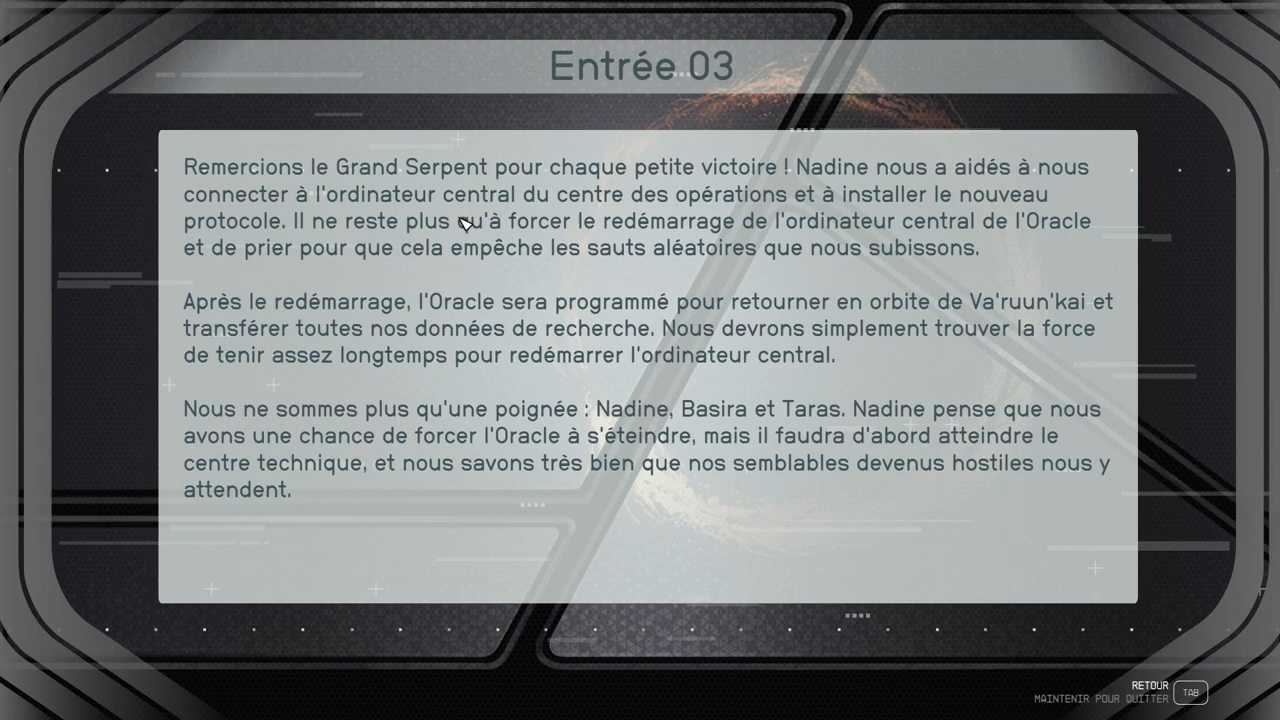 Entrée 03
Remercions le Grand Serpent pour chaque petite victoire ! Nadine nous a aidés à nous
connecter à l'ordinateur central du centre des opérations et à installer le nouveau
protocole. Il ne reste plus qu'à forcer le redémarrage de l'ordinateur central de l'Oracle
et de prier pour que cela empêche les sauts aléatoires que nous subissons.
Après le redémarrage, l'Oracle sera programmé pour retourner en orbite de Va'ruun'kai et
transférer toutes nos données de recherche. Nous devrons simplement trouver la force
de tenir assez longtemps pour redémarrer l'ordinateur central.
Nous ne sommes plus qu'une poignée : Nadine, Basira et Taras. Nadine pense que nous
avons une chance de forcer l'Oracle à s'éteindre, mais il faudra d'abord atteindre le
centre technique, et nous savons très bien que nos semblables devenus hostiles nous y
attendent.
RETOUR
MAINTENIR POUR QUITTER
TAB